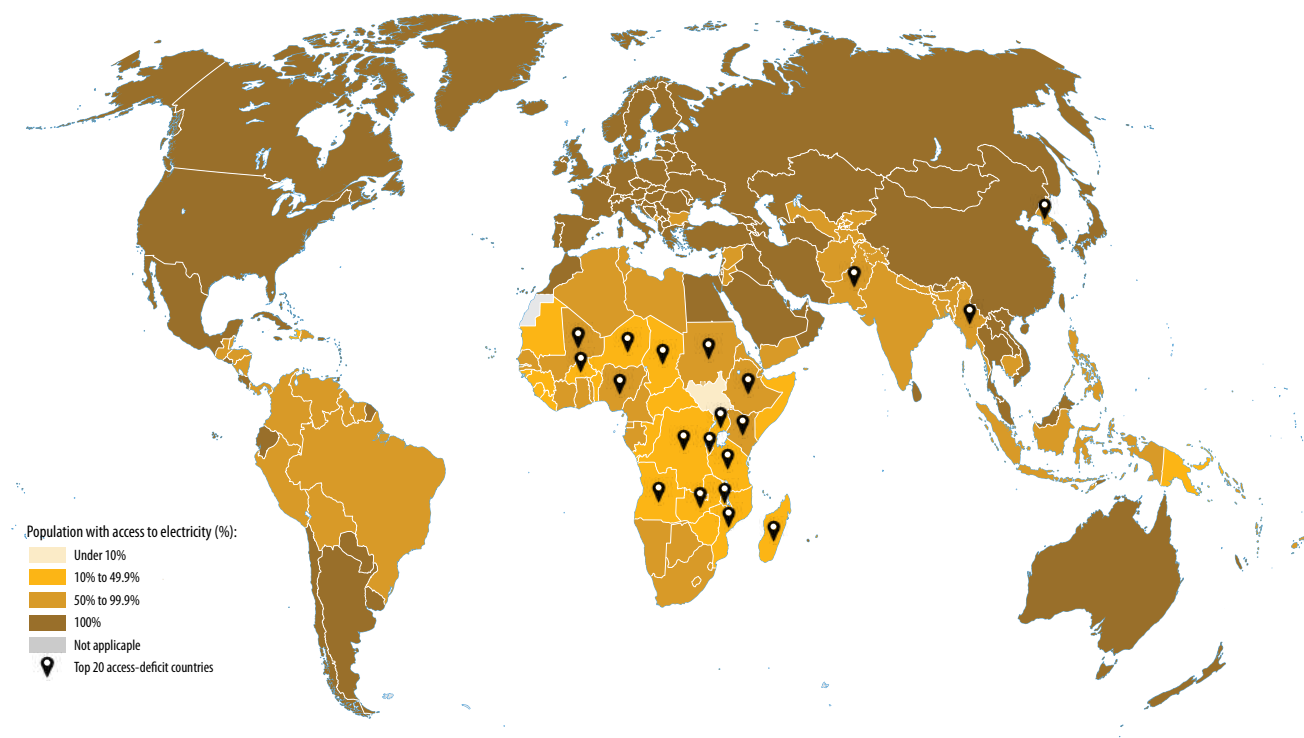 Population with access to electricity (%):
Under 10%
10% to 49.9%
50% to 99.9%
100%
Not applicaple
Top 20 access-deficit countries